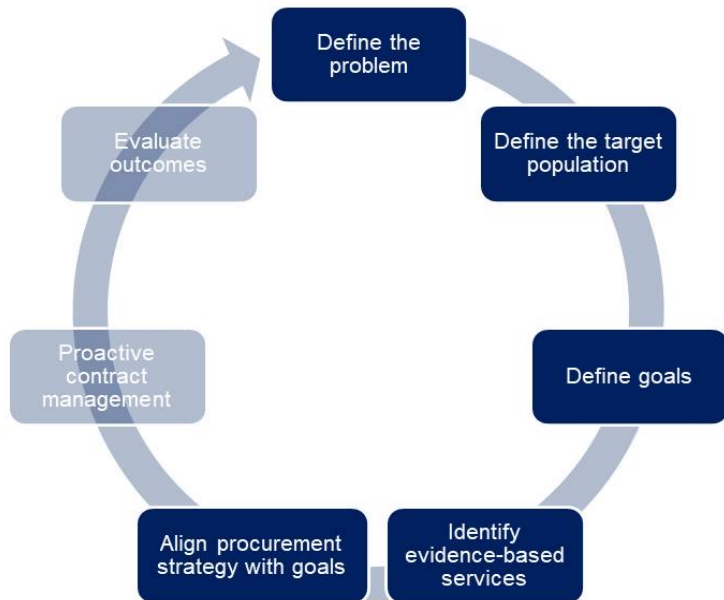 Define the
problem
Define the target
population
Define goals
Identify
evidence-based
services
Align procurement
strategy with goals
Proactive
contract
management
Evaluate
outcomes